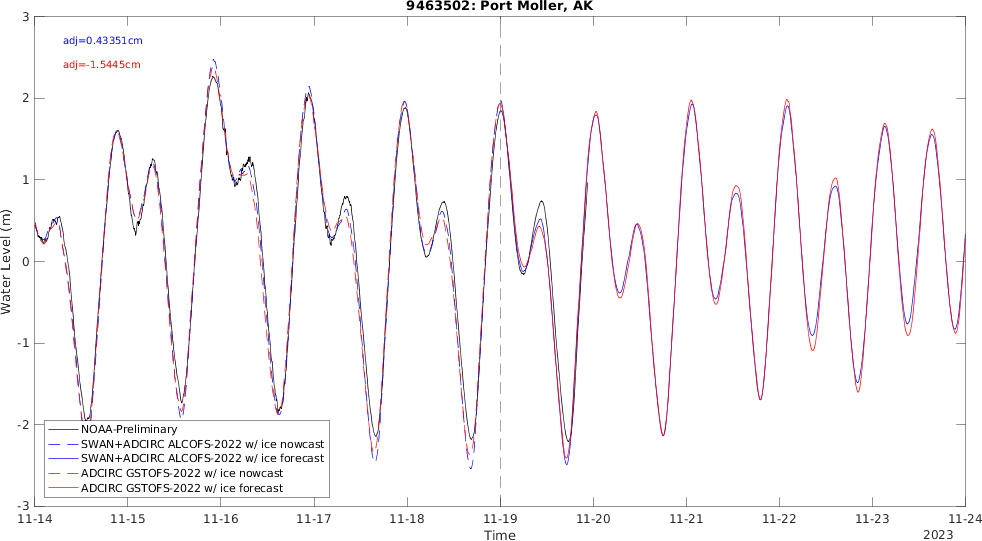 9463502: Port Moller, AK
adj=0.43351cm
adj=-1.5445cm
Water Level (m)
3
2
1
0
-1
-2
-3
NOAA-Preliminary
SWAN+ADCIRC ALCOFS-2022 w/ ice nowcast
SWAN+ADCIRC ALCOFS-2022 w/ ice forecast
ADCIRC GSTOFS-2022 w/ ice nowcast
ADCIRC GSTOFS-2022 w/ ice forecast
11-14 11-15 11-16 11-17 11-18 11-19 11-20 11-21 11-22 11-23 11-24
Time
2023